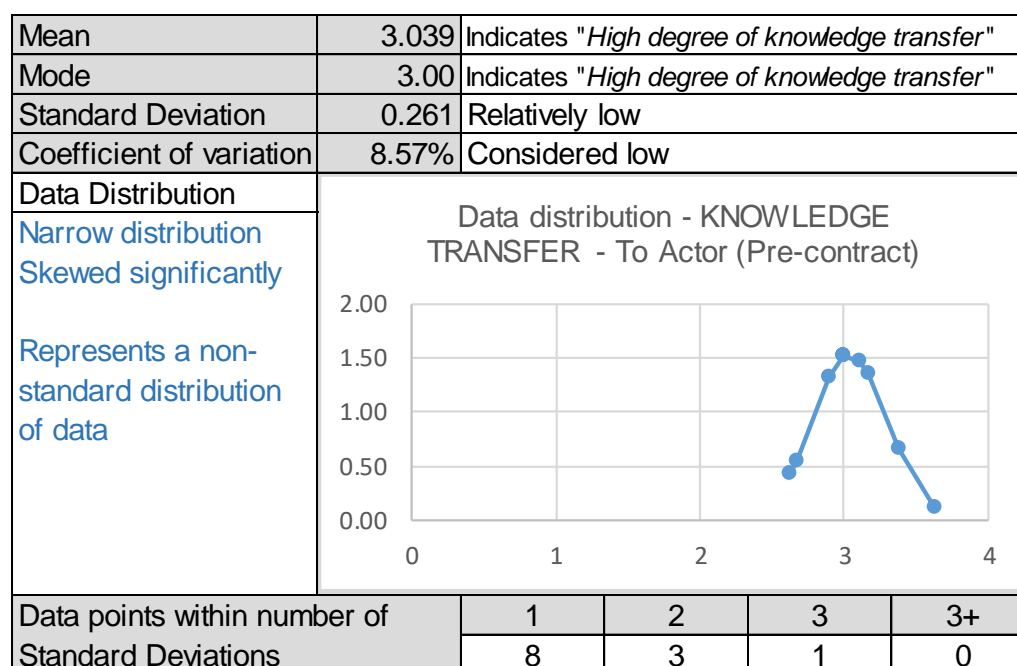 Mean 3.039 Indicates "High degree of knowledge transfer"
Mode 3.00 Indicates "High degree of knowledge transfer"
Standard Deviation 0.261 Relatively low
Coefficient of variation 8.57% Considered low
Data Distribution
Narrow distribution
Skewed significantly
Represents a non-
standard distribution
of data
Data distribution - KNOWLEDGE
TRANSFER - To Actor (Pre-contract)
2.00
1.50
1.00
0.50
0.00
0 1 2 3 4
Data points within number of 1 2 3 3+
Standard Deviations 8 3 1 0